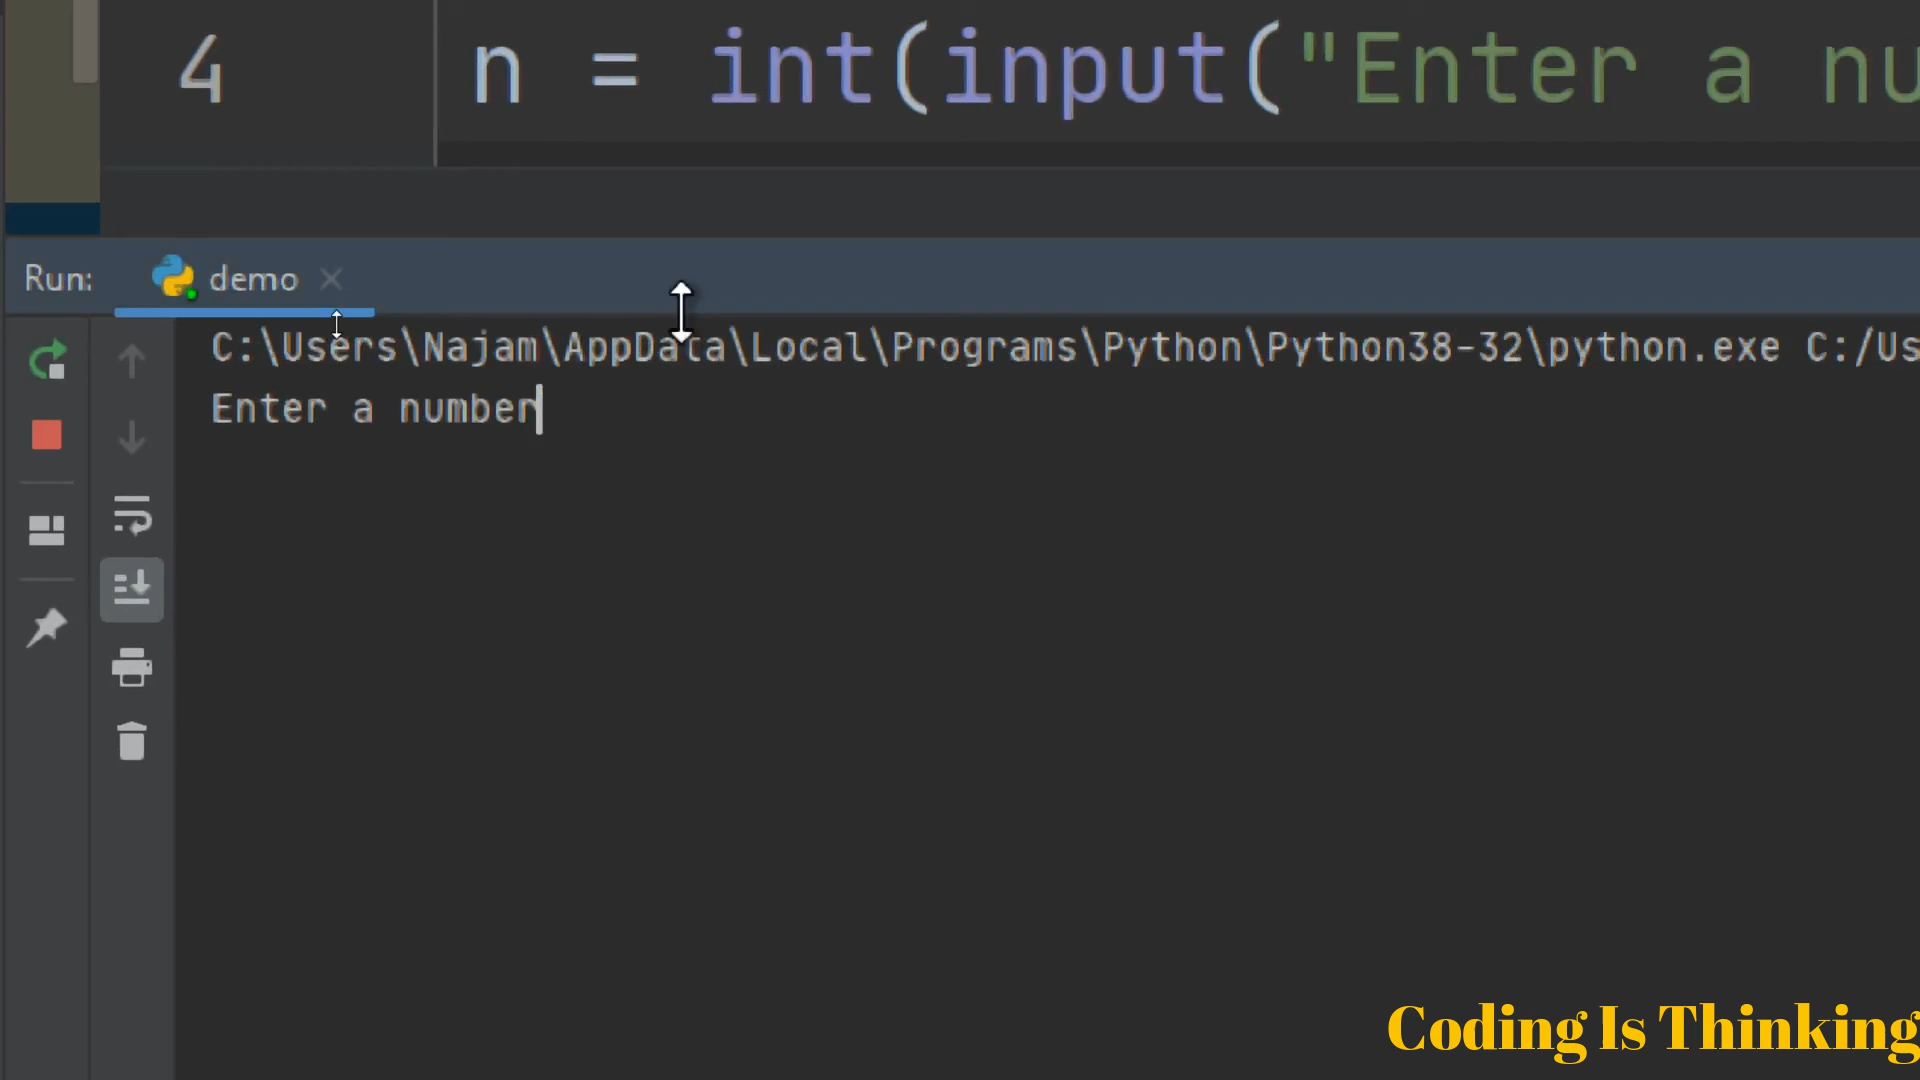 4 n = int(input("Enter a nu
Run: demo
C:\Users\Najam\AppData\Local\Programs\Python\Python38-32\python.exe C:/Us
Enter a number
Coding Is Thinking